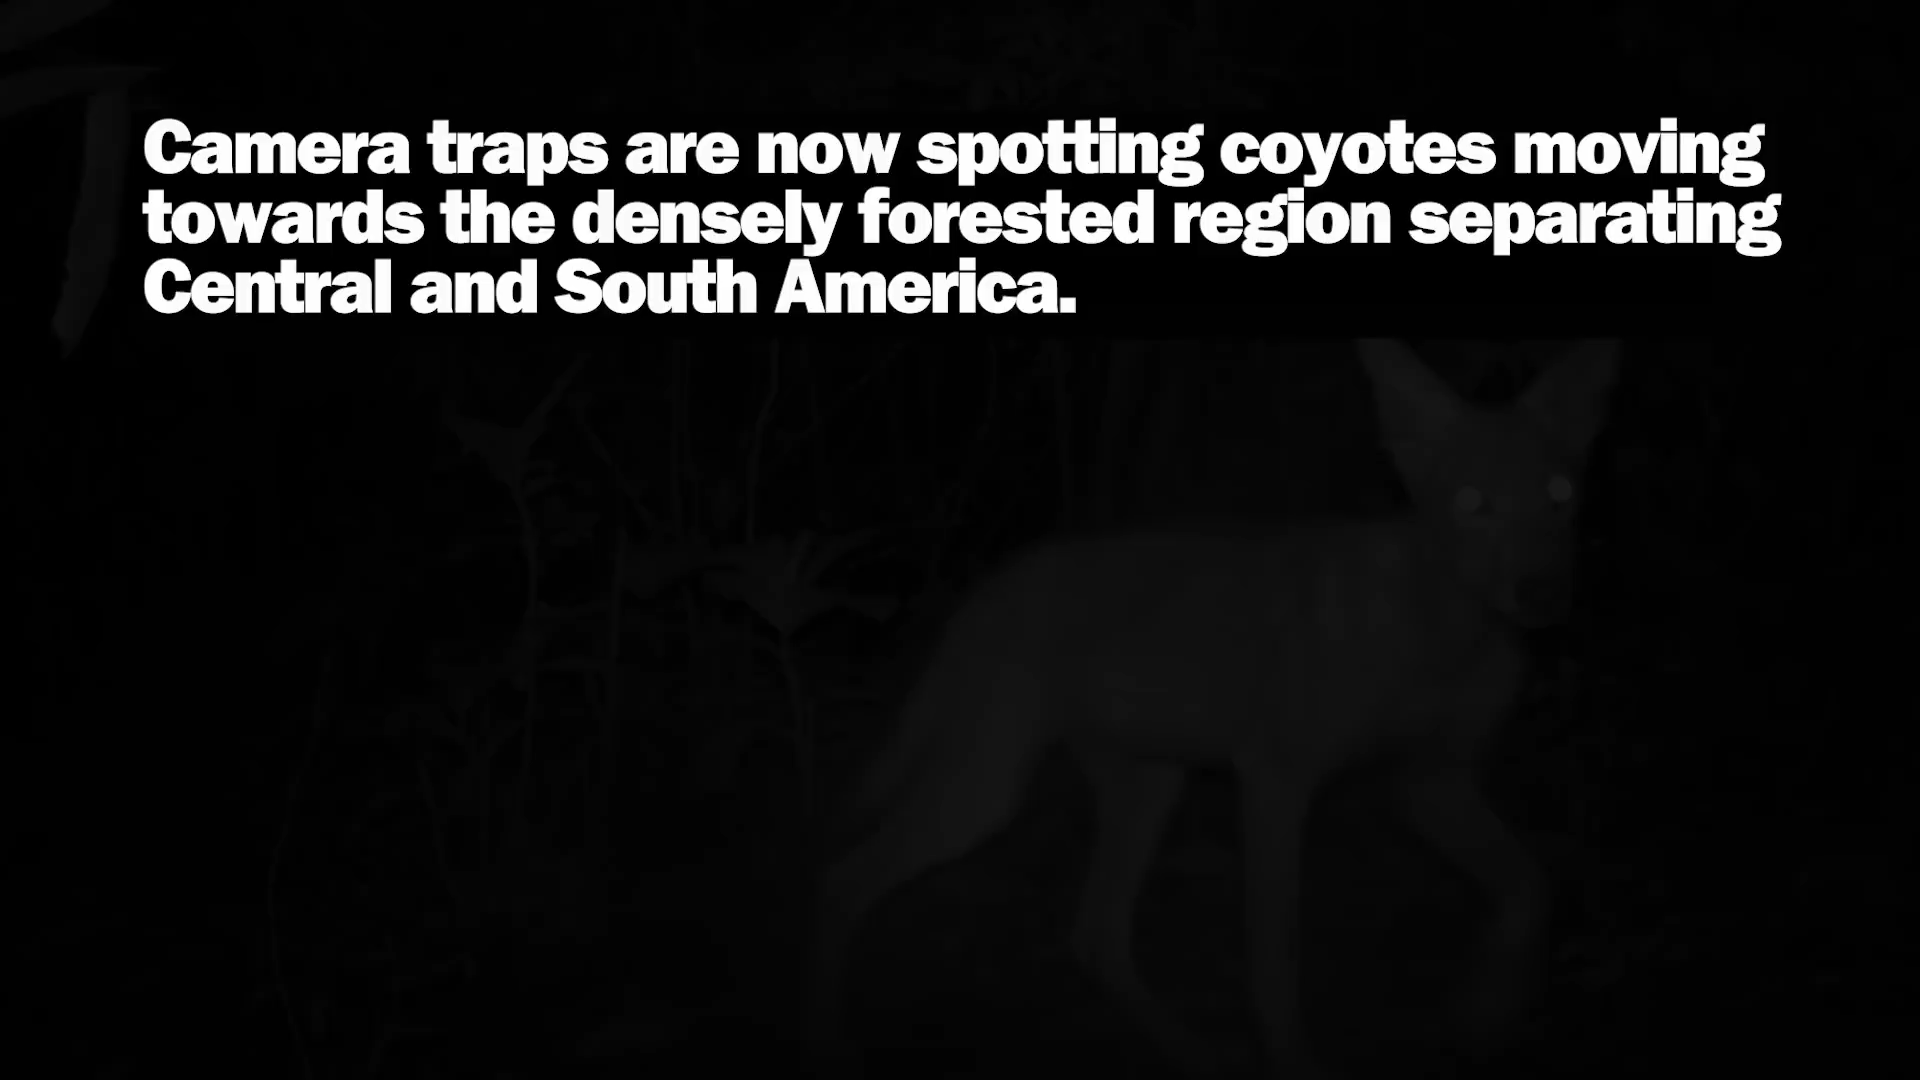 Camera traps are now spotting coyotes moving
towards the densely forested region separating
Central and South America.